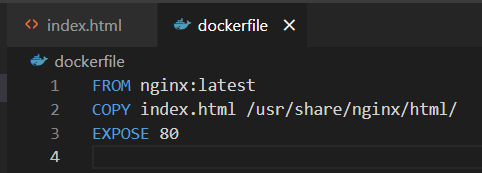 index.html dockerfile
dockerfile
1 FROM nginx:latest
2 COPY index.html /usr/share/nginx/html/
3 EXPOSE 80
4